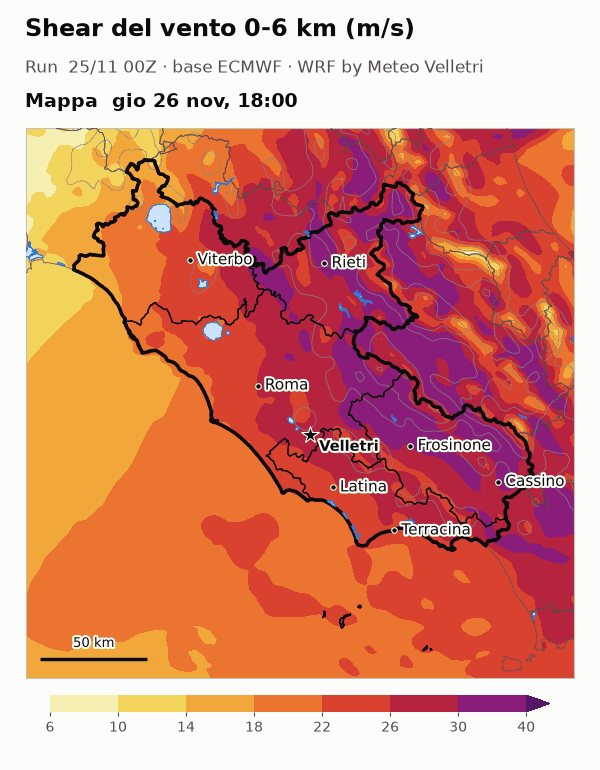 Shear del vento 0-6 km (m/s)
Run  25/11 00Z · base ECMWF · WRF by Meteo Velletri
Mappa  gio 26 nov, 18:00
Viterbo
Rieti
Roma
Velletri
Frosinone
Latina
Cassino
Terracina
50 km
6 10 14 18 22 26 30 40